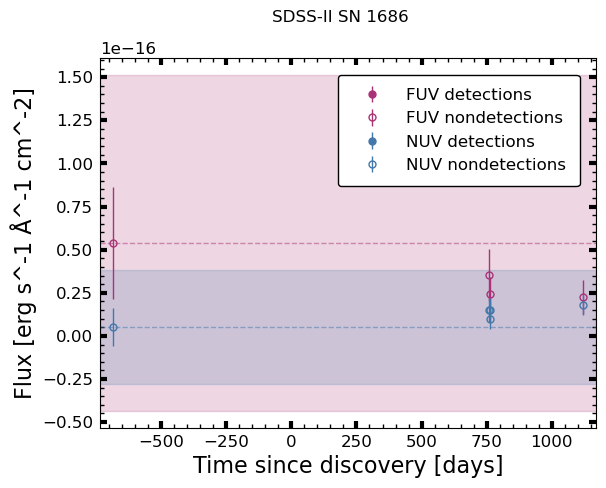 SDSS-II SN 1686
1e−16
FUV detections
FUV nondetections
NUV detections
NUV nondetections
1.50
1.25
1.00
0.75
0.50
0.25
0.00
−0.25
−0.50
Flux [erg s^-1 Å^-1 cm^-2]
−500 −250 0 250 500 750 1000
Time since discovery [days]